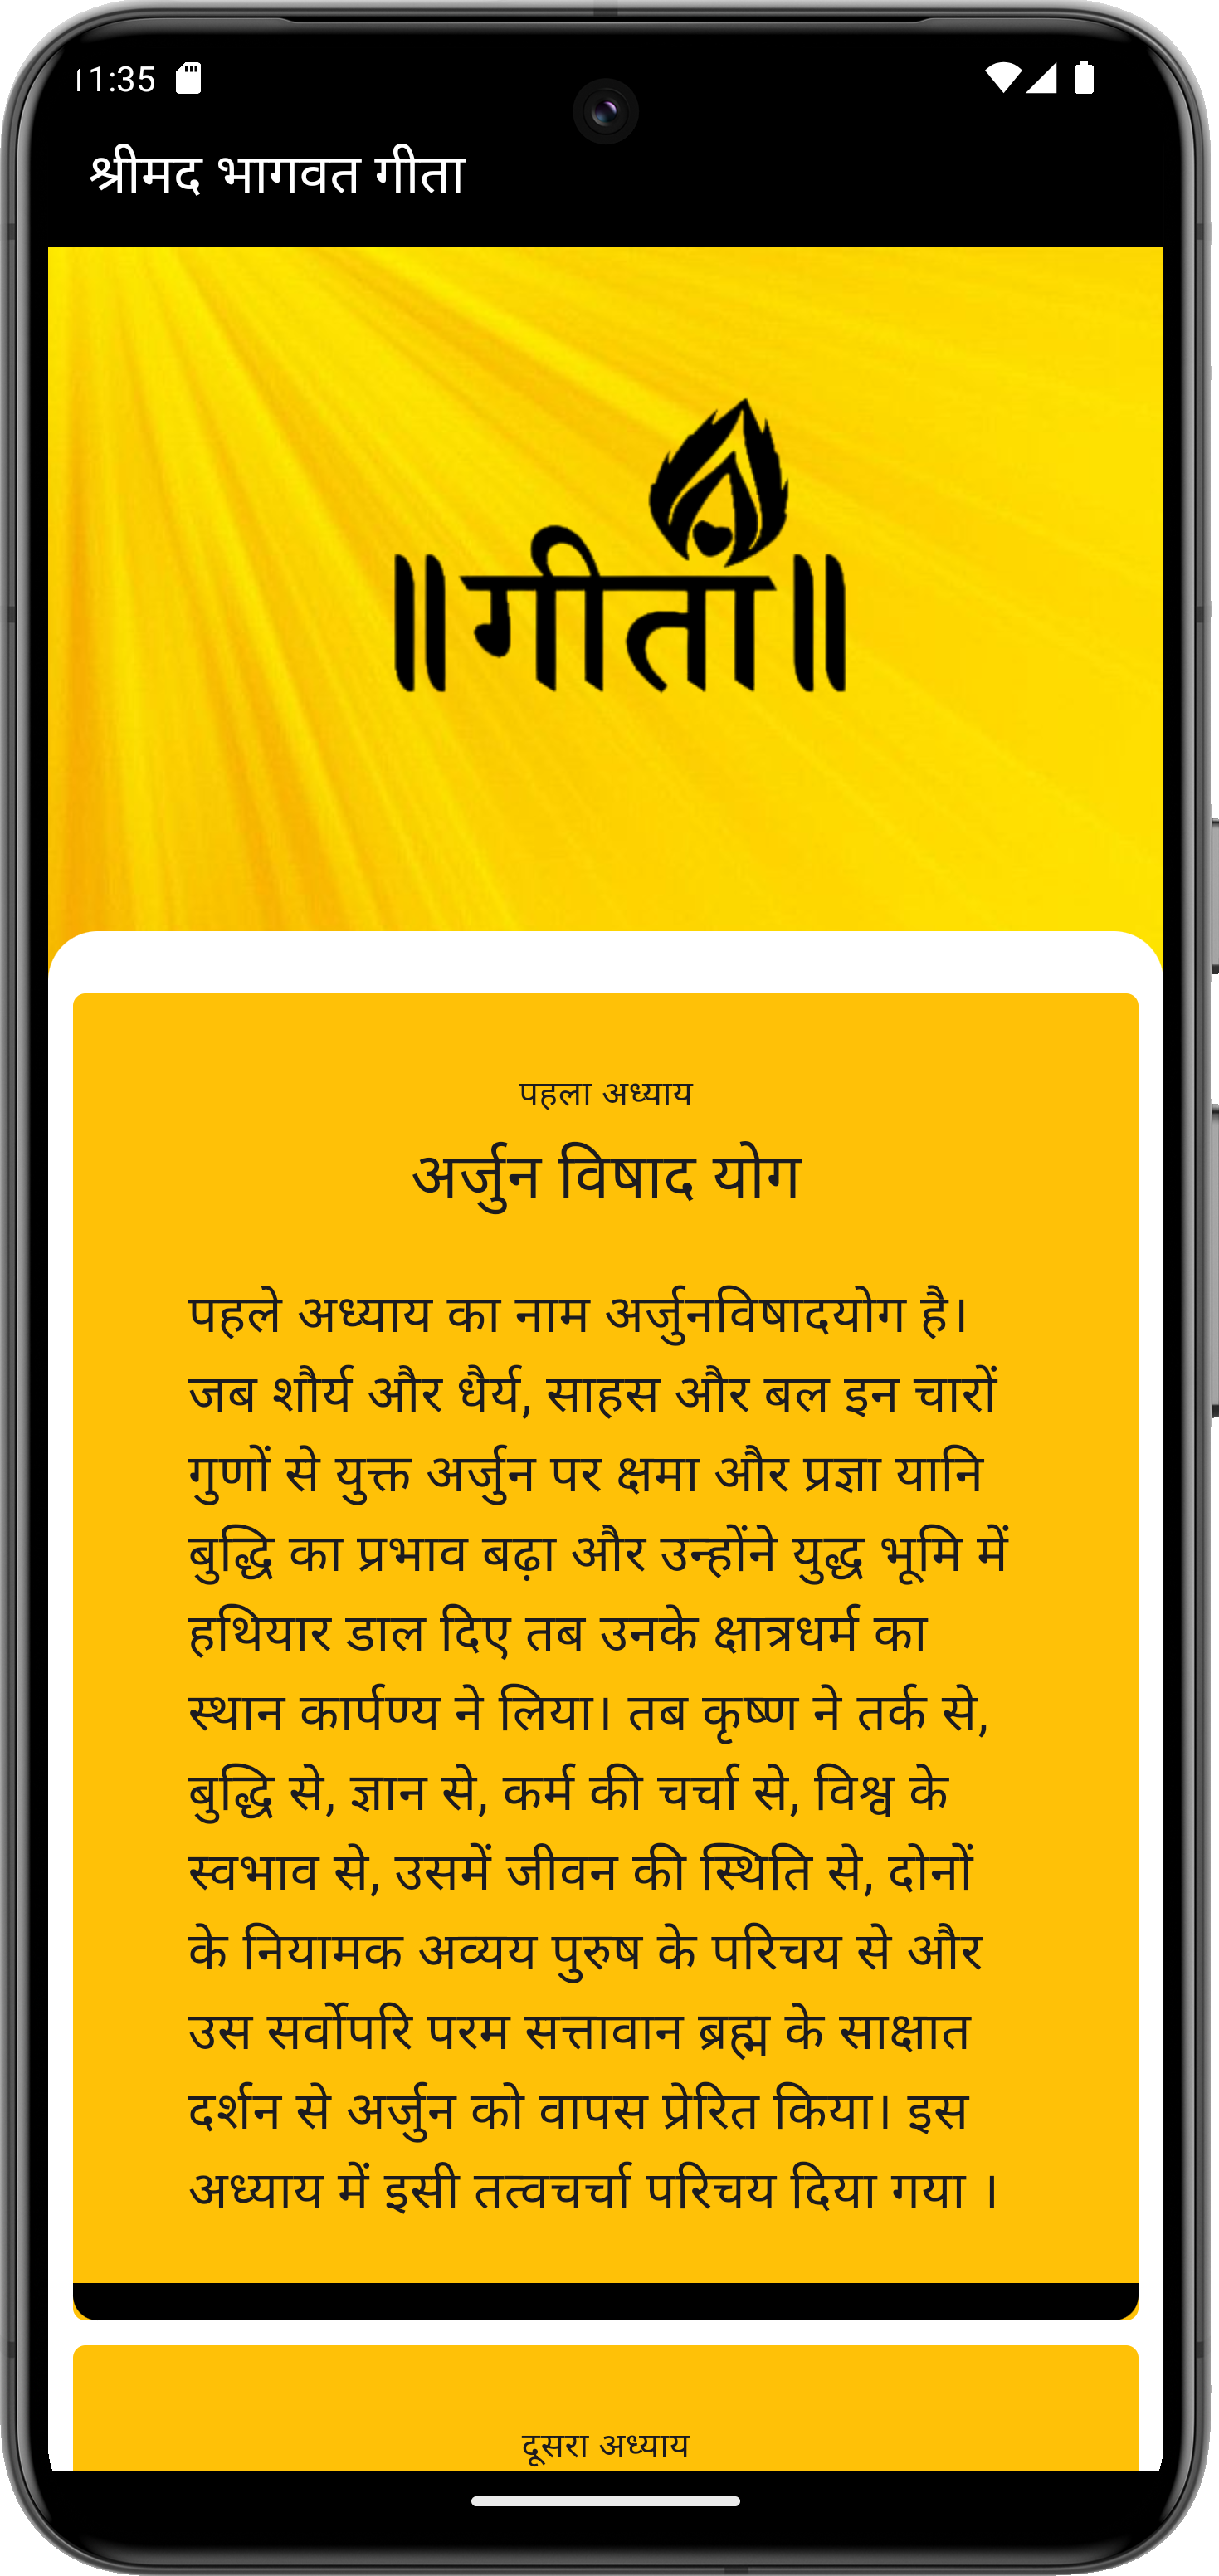 11:35
श्रीमद भागवत गीता
॥गीता॥
पहला अध्याय
अर्जुन विषाद योग
पहले अध्याय का नाम अर्जुनविषादयोग है।
जब शौर्य और धैर्य, साहस और बल इन चारों
गुणों से युक्त अर्जुन पर क्षमा और प्रज्ञा यानि
बुद्धि का प्रभाव बढ़ा और उन्होंने युद्ध भूमि में
हथियार डाल दिए तब उनके क्षात्रधर्म का
स्थान कार्पण्य ने लिया। तब कृष्ण ने तर्क से,
बुद्धि से, ज्ञान से, कर्म की चर्चा से, विश्व के
स्वभाव से, उसमें जीवन की स्थिति से, दोनों
के नियामक अव्यय पुरुष के परिचय से और
उस सर्वोपरि परम सत्तावान ब्रह्म के साक्षात
दर्शन से अर्जुन को वापस प्रेरित किया। इस
अध्याय में इसी तत्वचर्चा परिचय दिया गया ।
दूसरा अध्याय